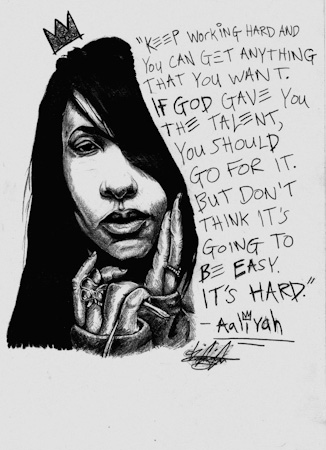 "KEEP WORKING HARD AND
YOU CAN GET ANYTHING
THAT YOU WANT.
IF GOD GAVE YOU
THE TALENT,
YOU SHOULD
GO FOR IT.
BUT DON'T
THINK IT'S
GOING TO
BE EASY.
IT'S HARD."
- Aaliyah